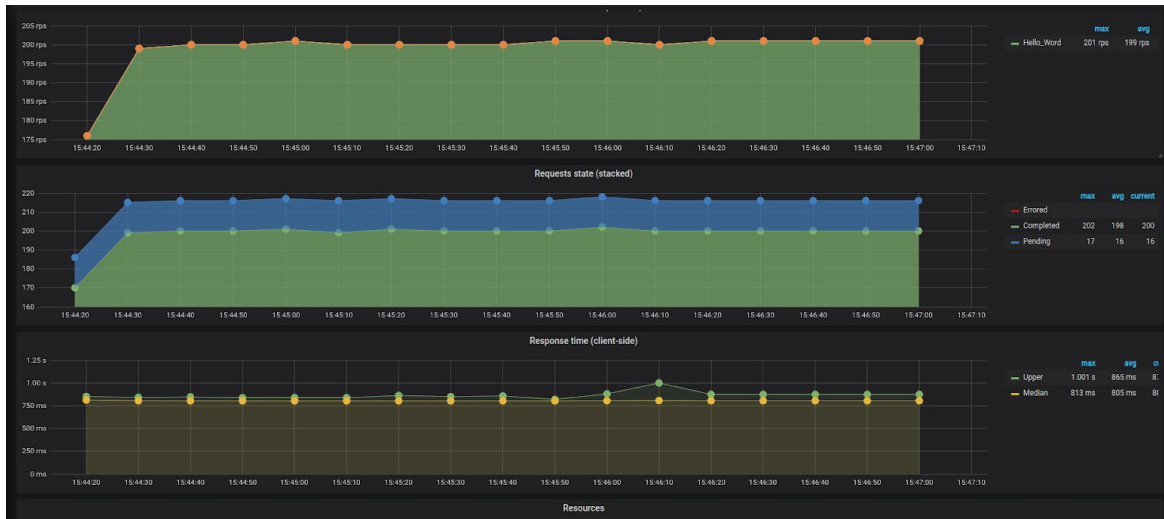 max avg
205 rps
Hello_Word 201 rps 199 rps
200 rps
195 rps
190 rps
185 rps
180 rps
175 rps
15:44:20 15:44:30 15:44:40 15:44:50 15:45:00 15:45:10 15:45:20 15:45:30 15:45:40 15:45:50 15:46:00 15:46:10 15:46:20 15:46:30 15:46:40 15:46:50 15:47:00 15:47:10
Requests state (stacked)
max avg current
220
Errored
210
Completed 202 198 200
200
Pending 17 16 16
190
180
170
160
15:44:20 15:44:30 15:44:40 15:44:50 15:45:00 15:45:10 15:45:20 15:45:30 15:45:40 15:45:50 15:46:00 15:46:10 15:46:20 15:46:30 15:46:40 15:46:50 15:47:00 15:47:10
Response time (client-side)
1.25 s
max avg
Upper 1.001 s 865 ms
1.00 s
Median 813 ms 805 ms
750 ms
500 ms
250 ms
0 ms
15:44:20 15:44:30 15:44:40 15:44:50 15:45:00 15:45:10 15:45:20 15:45:30 15:45:40 15:45:50 15:46:00 15:46:10 15:46:20 15:46:30 15:46:40 15:46:50 15:47:00 15:47:10
Resources